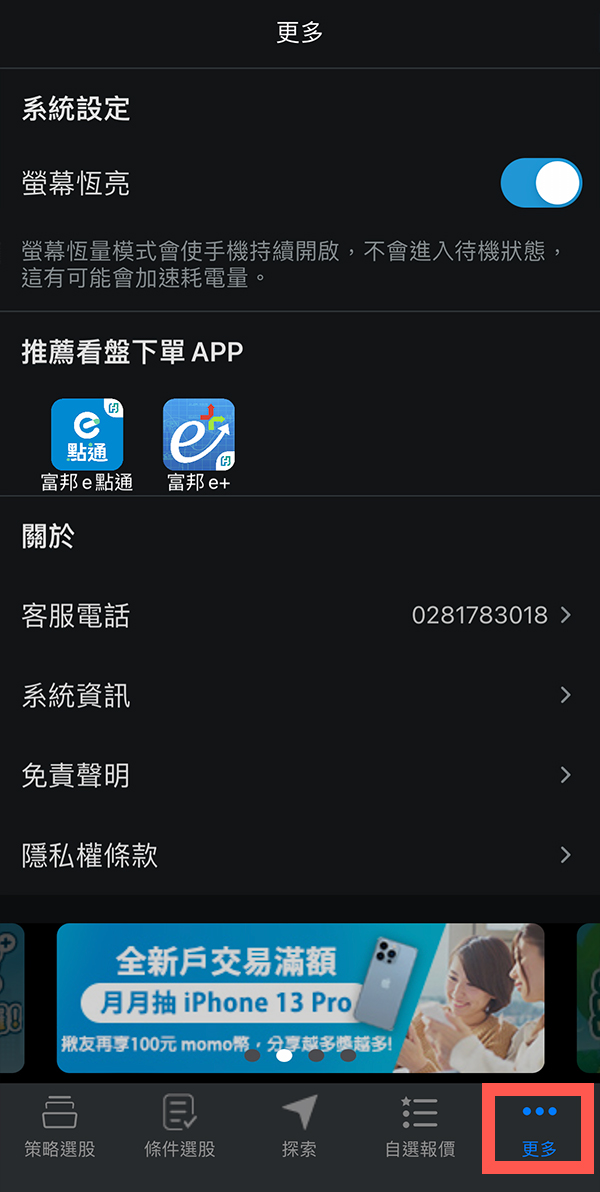 更多
系統設定
螢幕恆亮
螢幕恆量模式會使手機持續開啟，不會進入待機狀態，
這有可能會加速耗電量。
推薦看盤下單 APP
e
點通
e
富邦 e 點通
富邦 e+
關於
客服電話 0281783018
系統資訊
免責聲明
隱私權條款
全新戶交易滿額
月月抽 iPhone 13 Pro
揪友再享100元 momo幣，分享越多獎越多!
策略選股
條件選股
探索
自選報價
更多